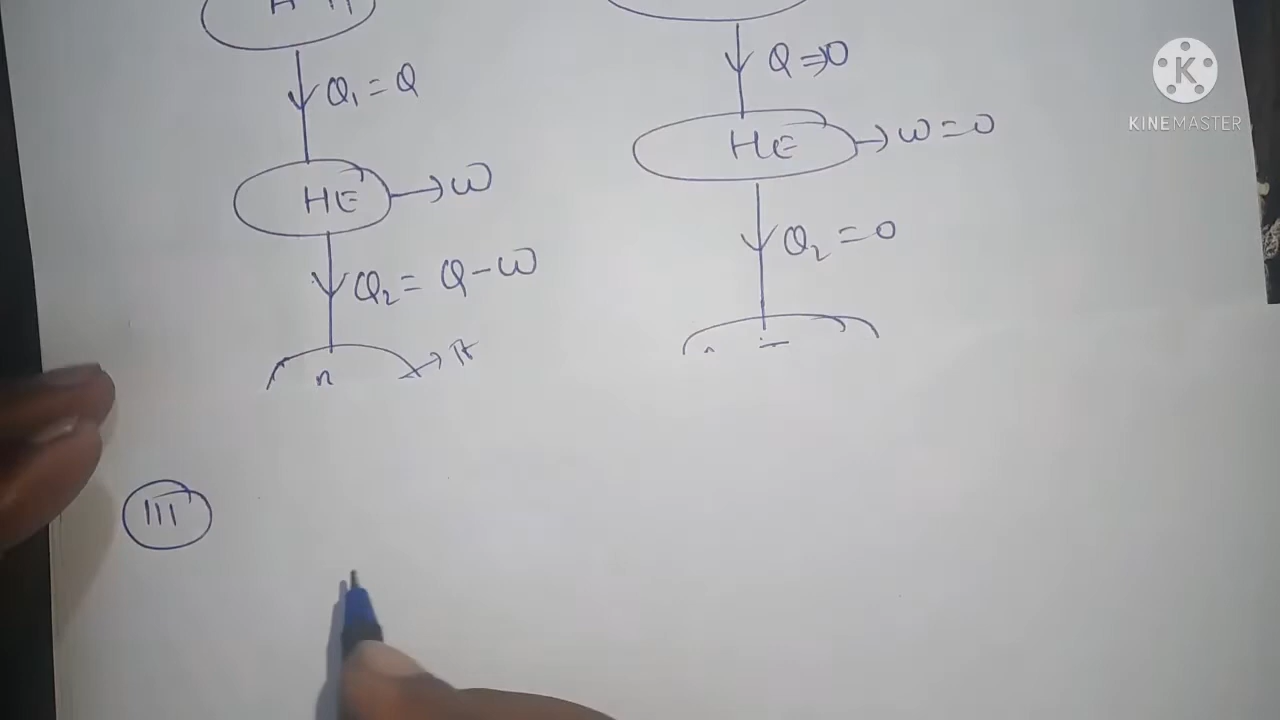 Q₁ = Q
HE → W
Q₂ = Q - W
Q ⇒ 0
HE → W = 0
Q₂ = 0
III
K
KINEMASTER